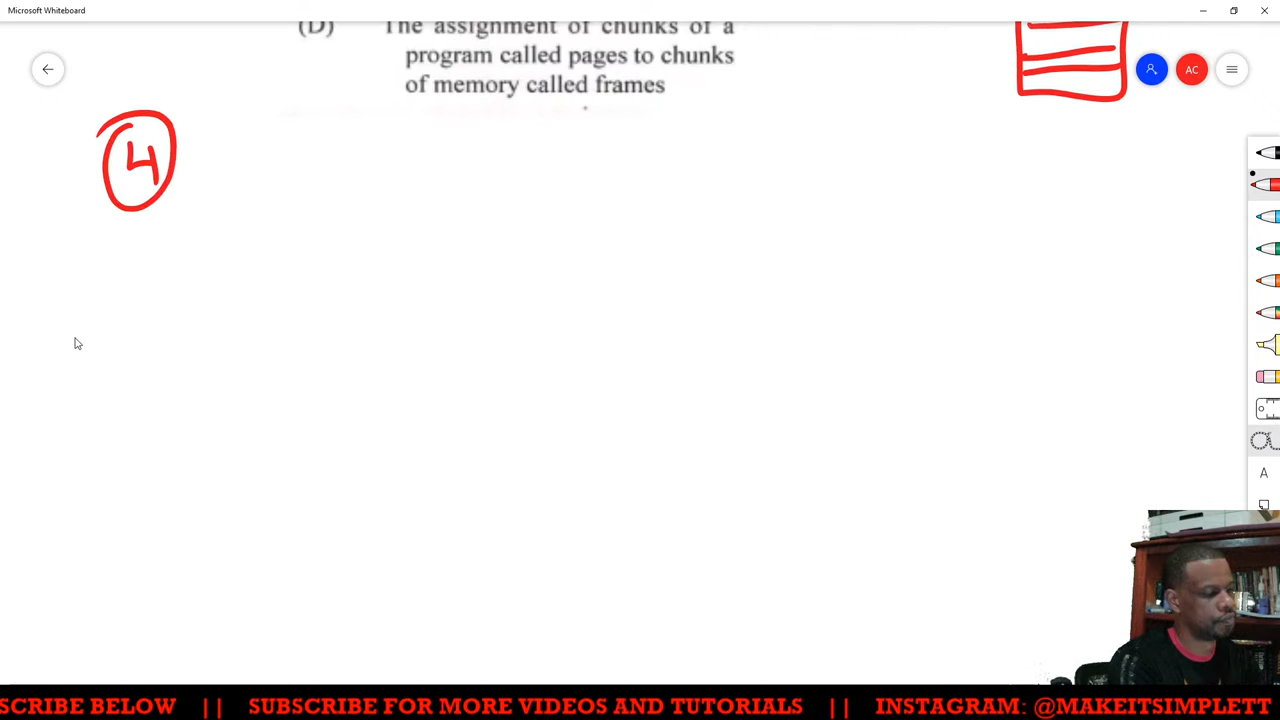 Microsoft Whiteboard
(D) The assignment of chunks of a
program called pages to chunks
of memory called frames
AC
4
A
SCRIBE BELOW || SUBSCRIBE FOR MORE VIDEOS AND TUTORIALS || INSTAGRAM: @MAKEITSIMPLETT